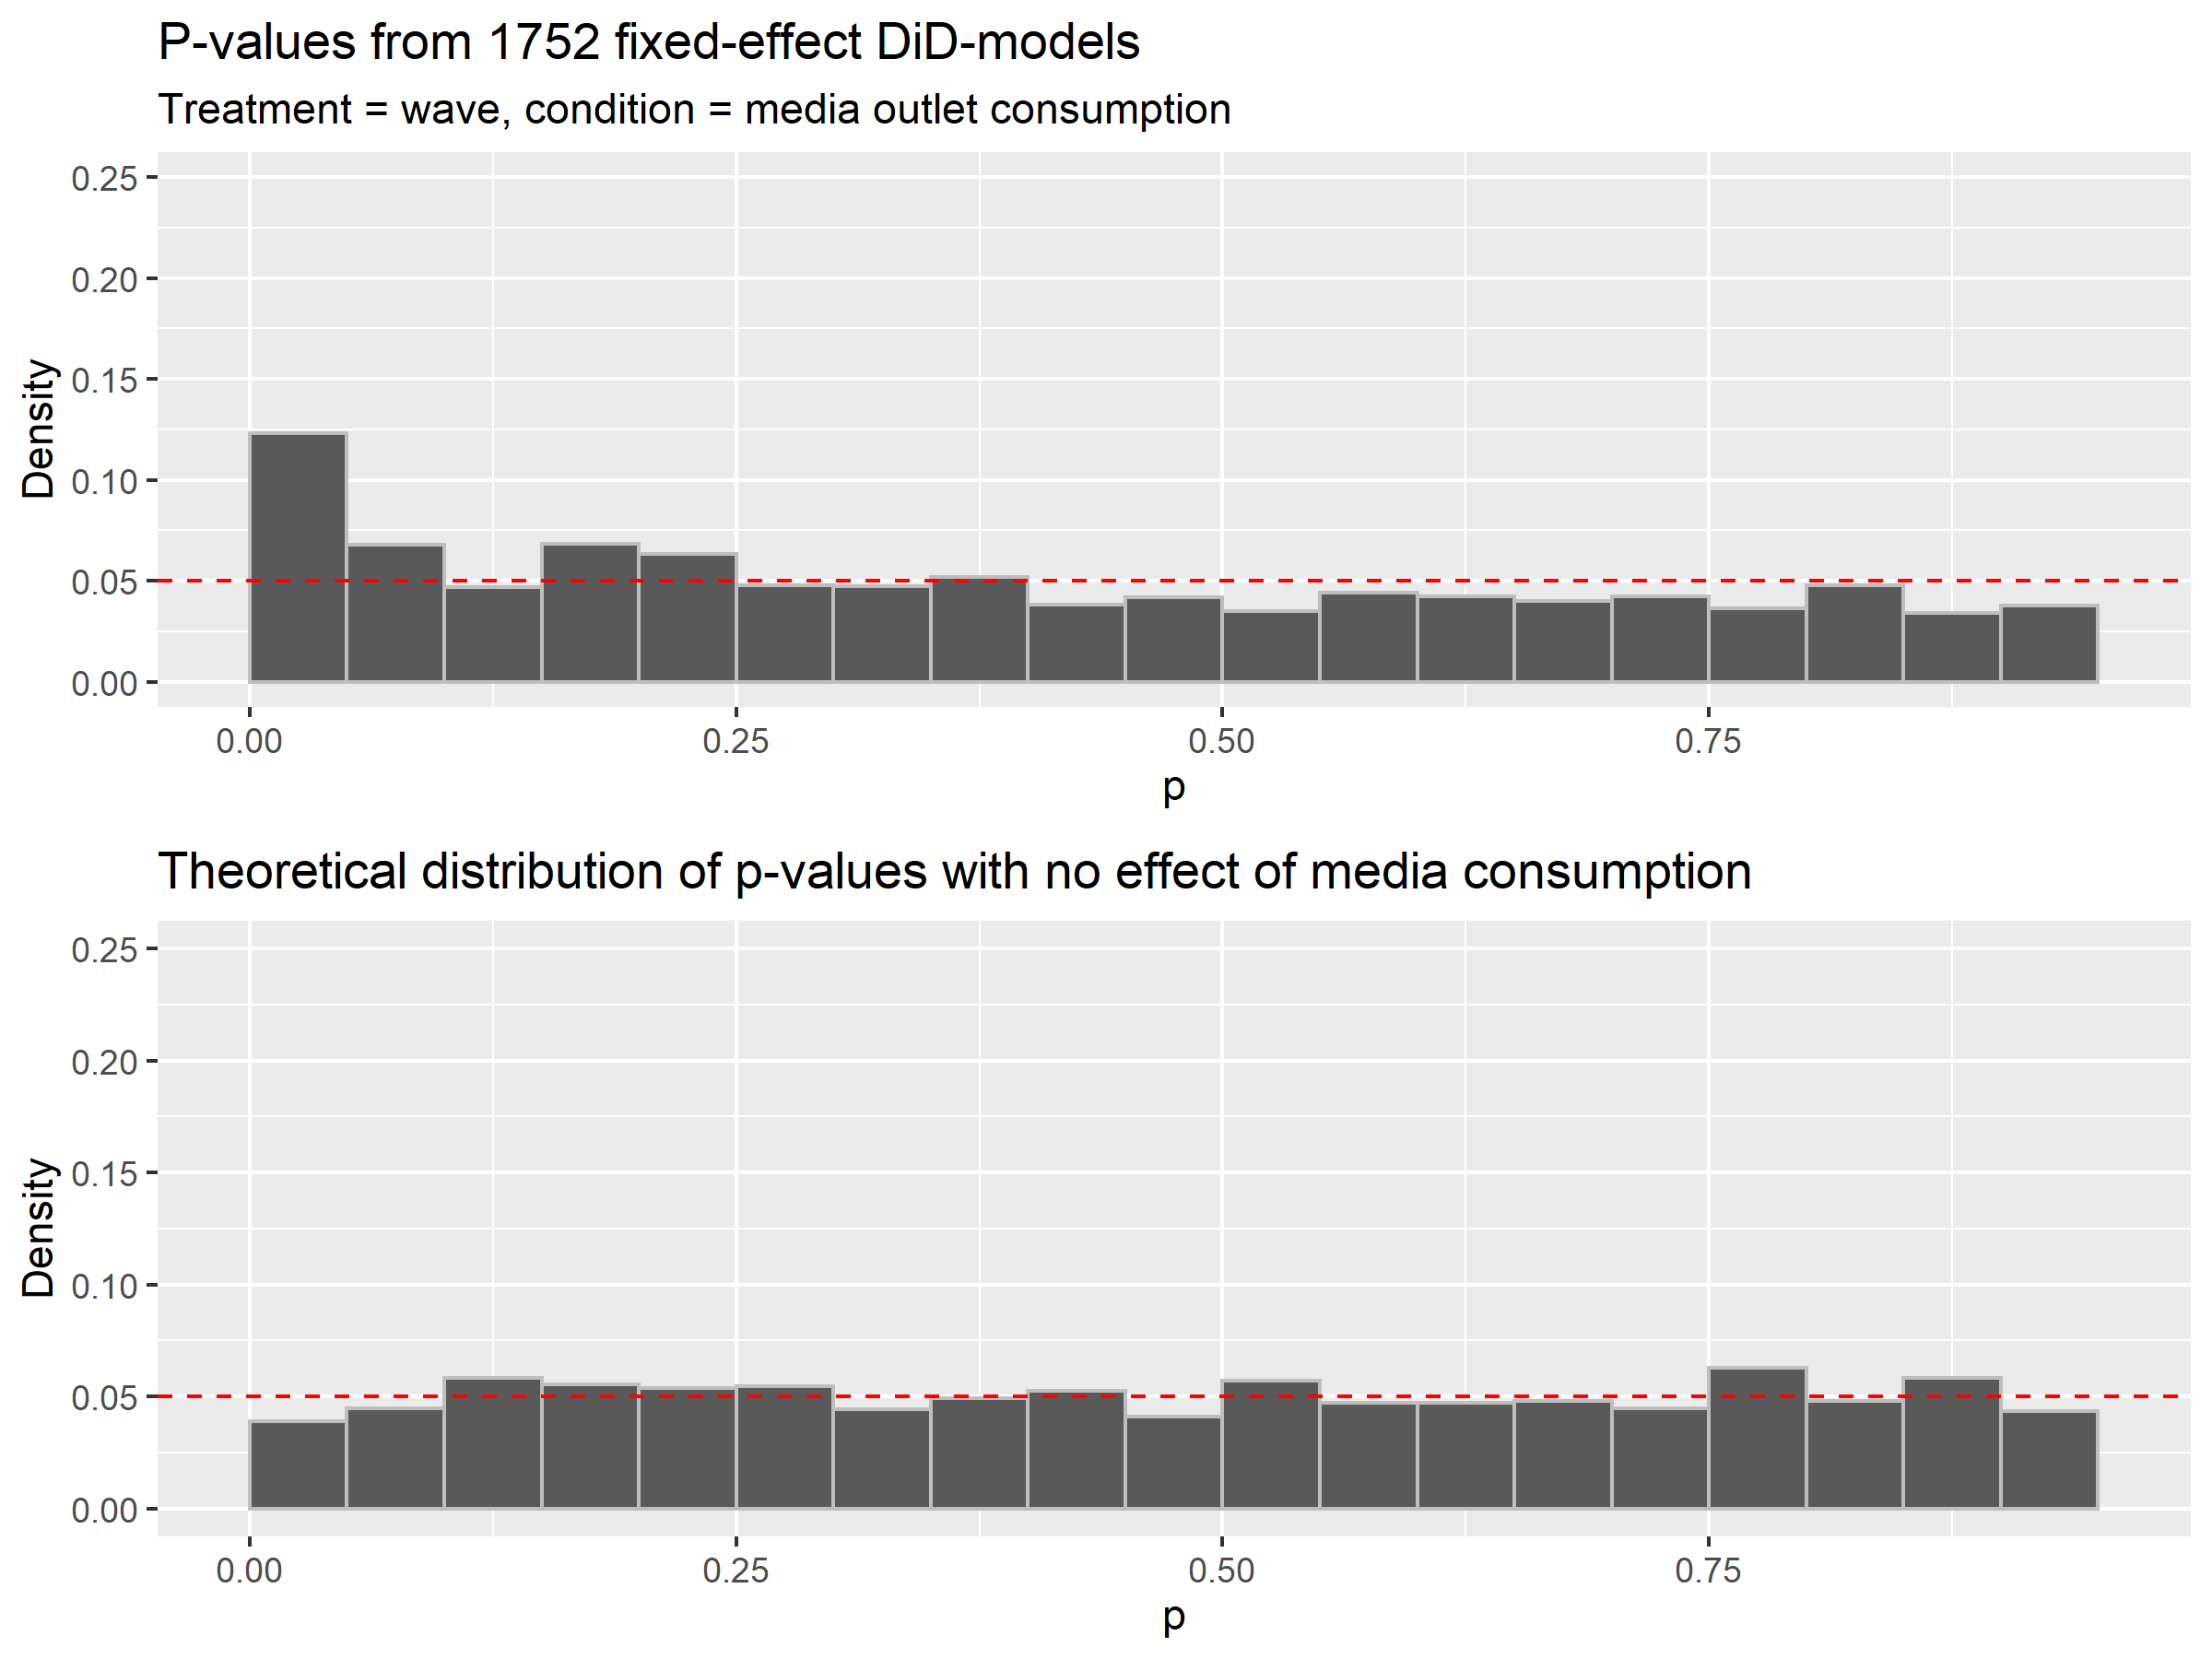 P-values from 1752 fixed-effect DiD-models
Treatment = wave, condition = media outlet consumption
0.25
0.20
0.15
0.10
0.05
0.00
Density
0.00 0.25 0.50 0.75
p
Theoretical distribution of p-values with no effect of media consumption
0.25
0.20
0.15
0.10
0.05
0.00
Density
0.00 0.25 0.50 0.75
p